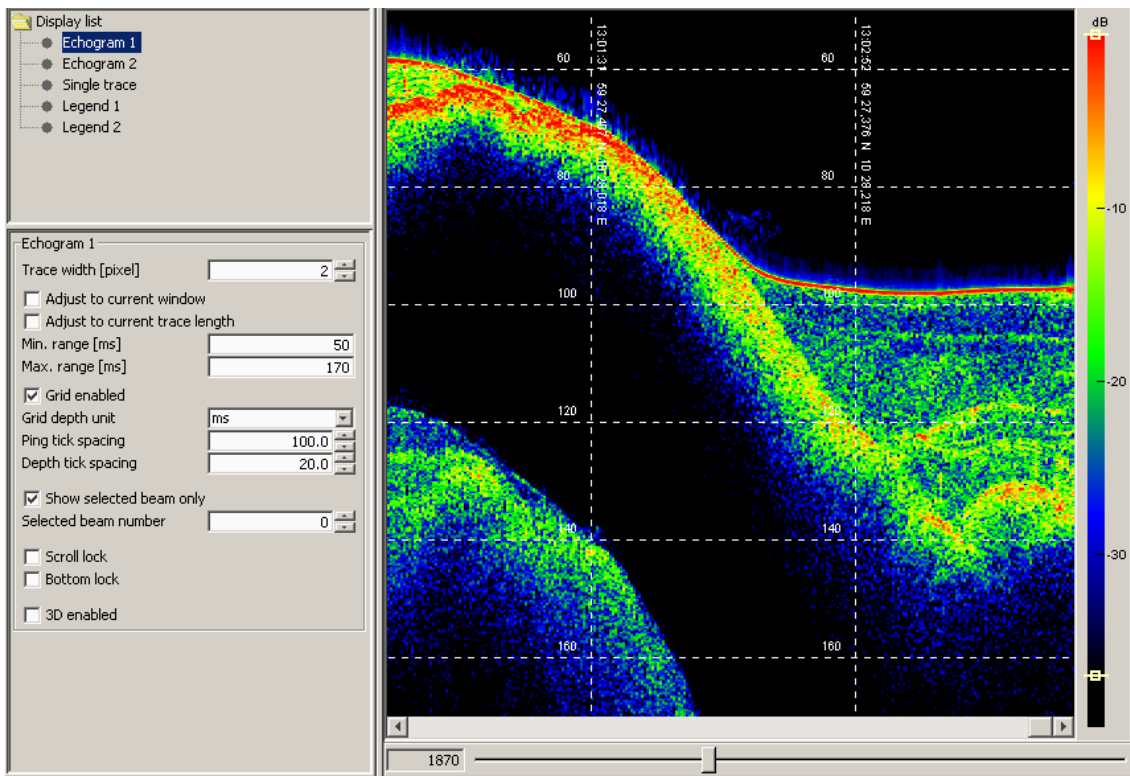 Display list
Echogram 1
Echogram 2
Single trace
Legend 1
Legend 2
Echogram 1
Trace width [pixel] 2
Adjust to current window
Adjust to current trace length
Min. range [ms] 50
Max. range [ms] 170
Grid enabled
Grid depth unit ms
Ping tick spacing 100.0
Depth tick spacing 20.0
Show selected beam only
Selected beam number 0
Scroll lock
Bottom lock
3D enabled
13:01:31
13:02:52 59 27.376 N 10 28.218 E
60 60
80 80
100 100
120 120
140 140
160 160
dB
-10
-20
-30
1870